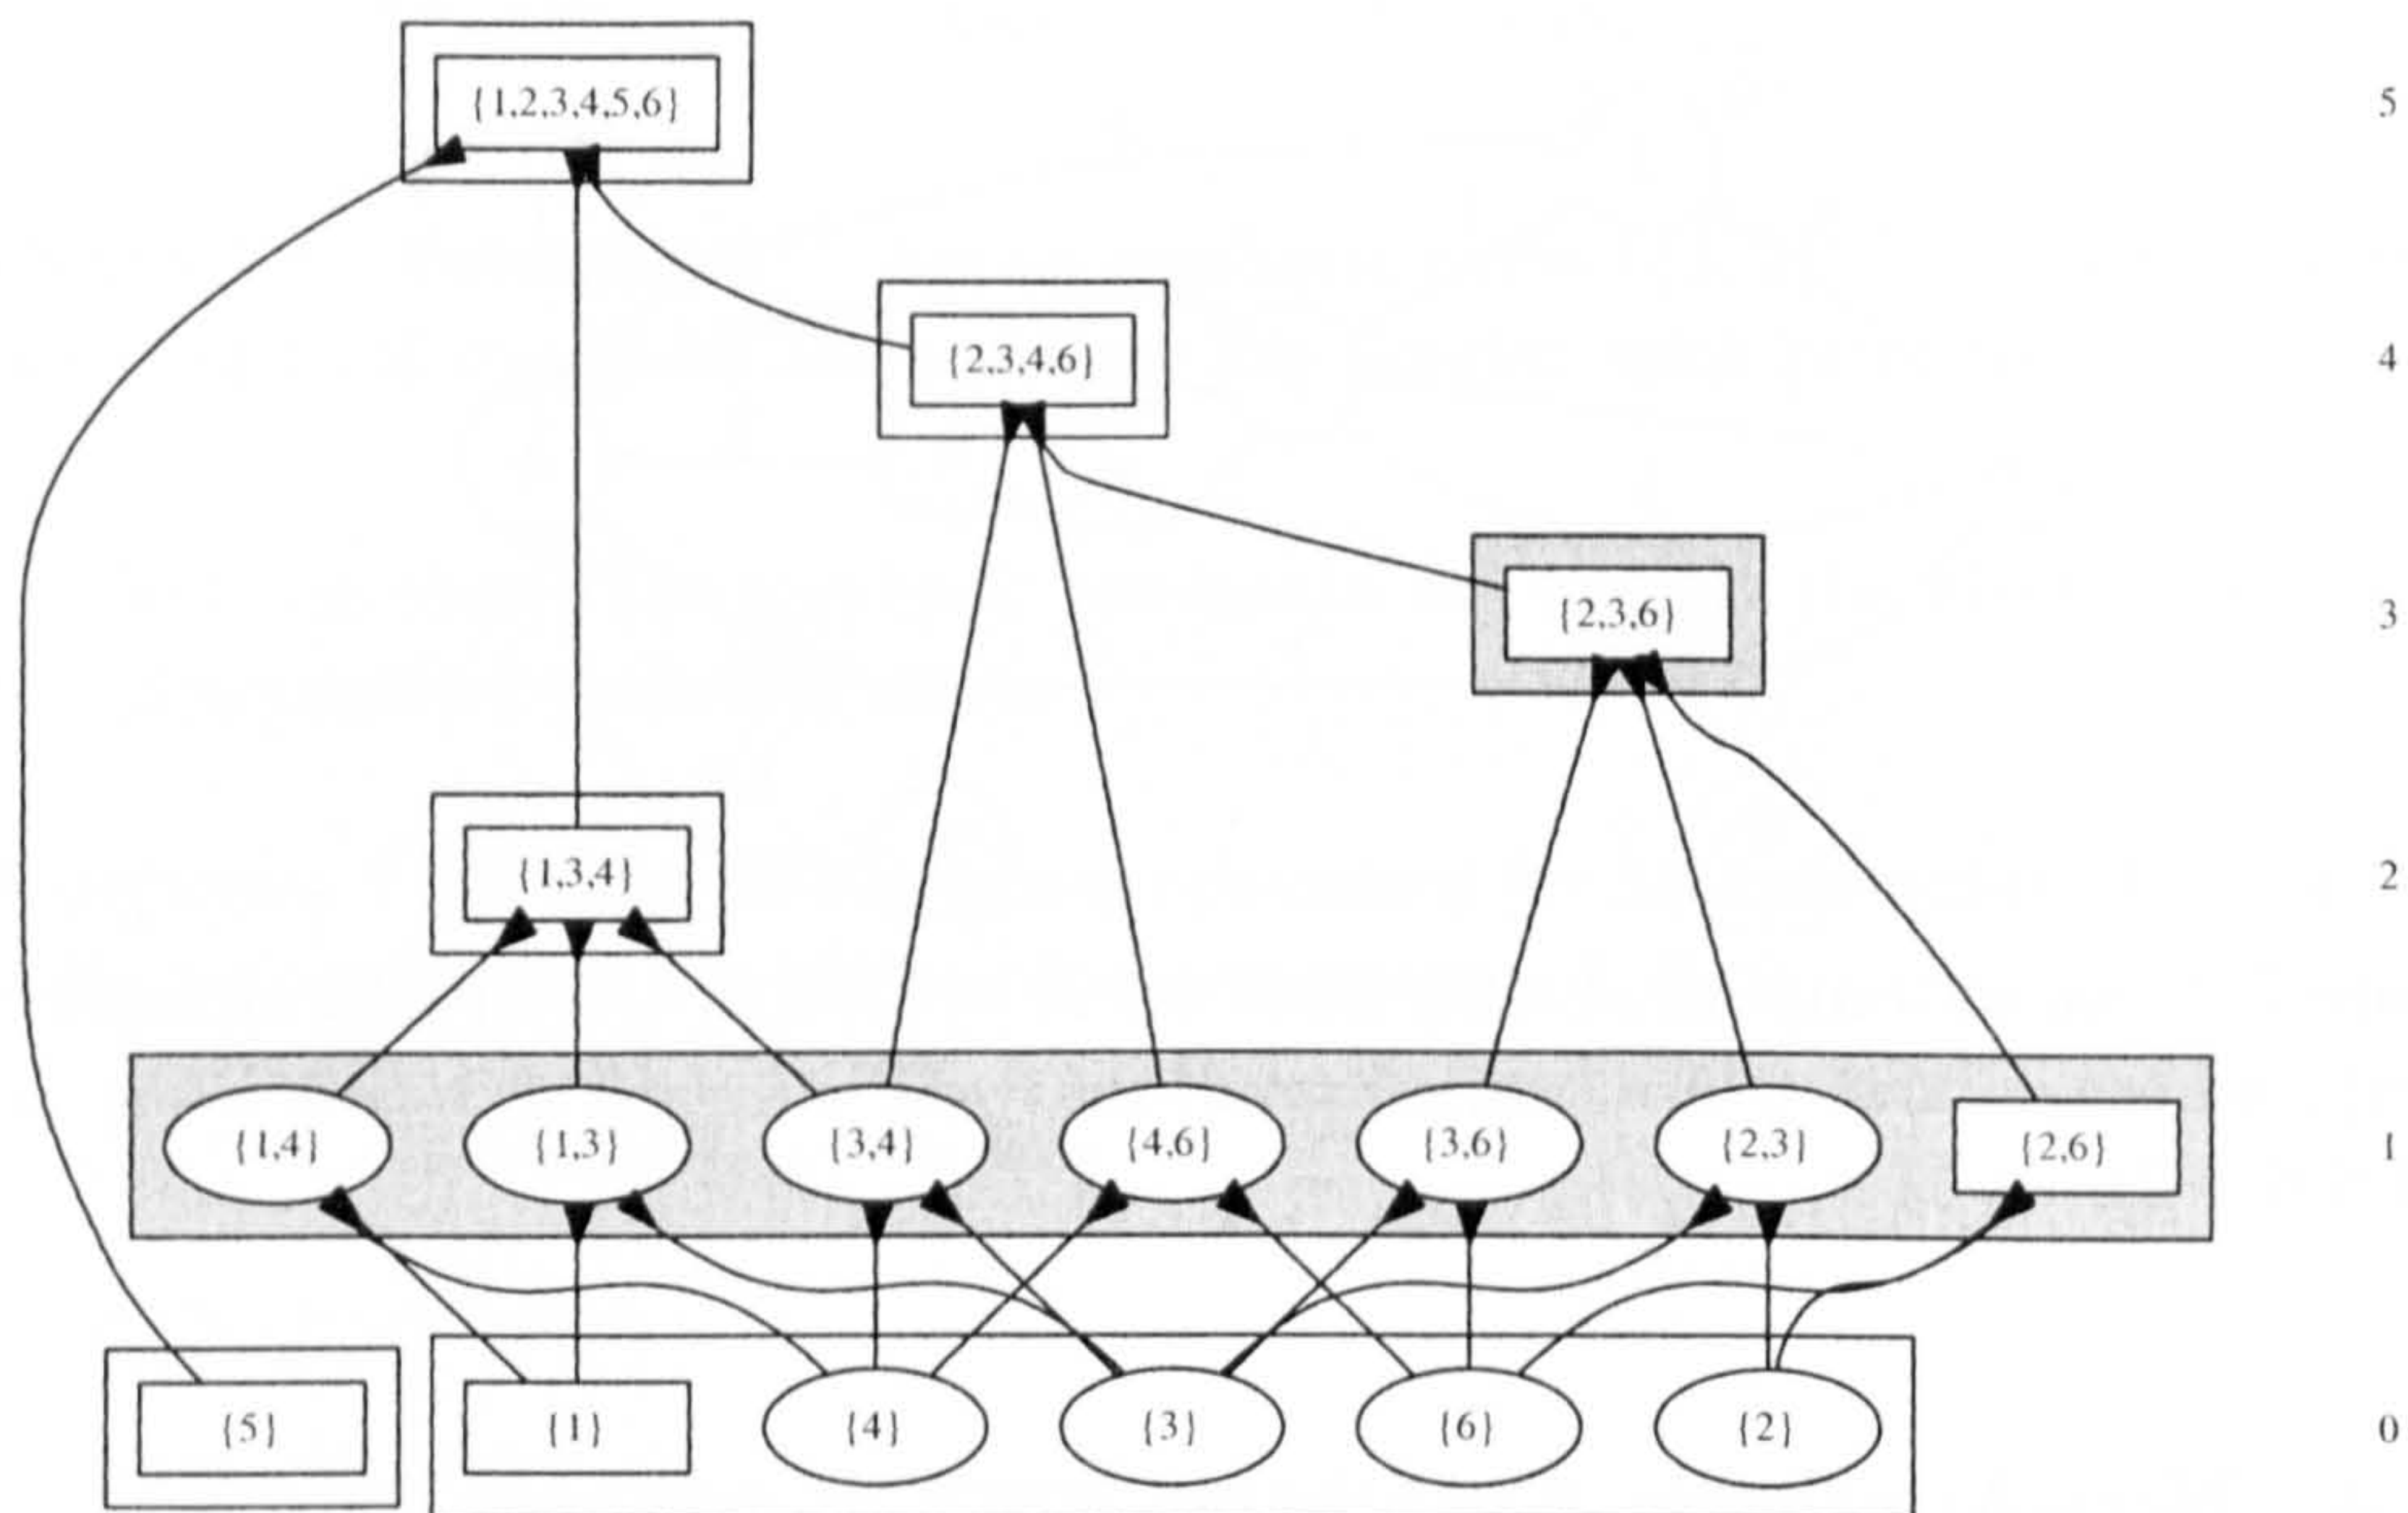 {1,2,3,4,5,6} 5
{2,3,4,6} 4
{2,3,6} 3
{1,3,4} 2
{1,4} {1,3} {3,4} {4,6} {3,6} {2,3} {2,6} 1
{5} {1} {4} {3} {6} {2} 0